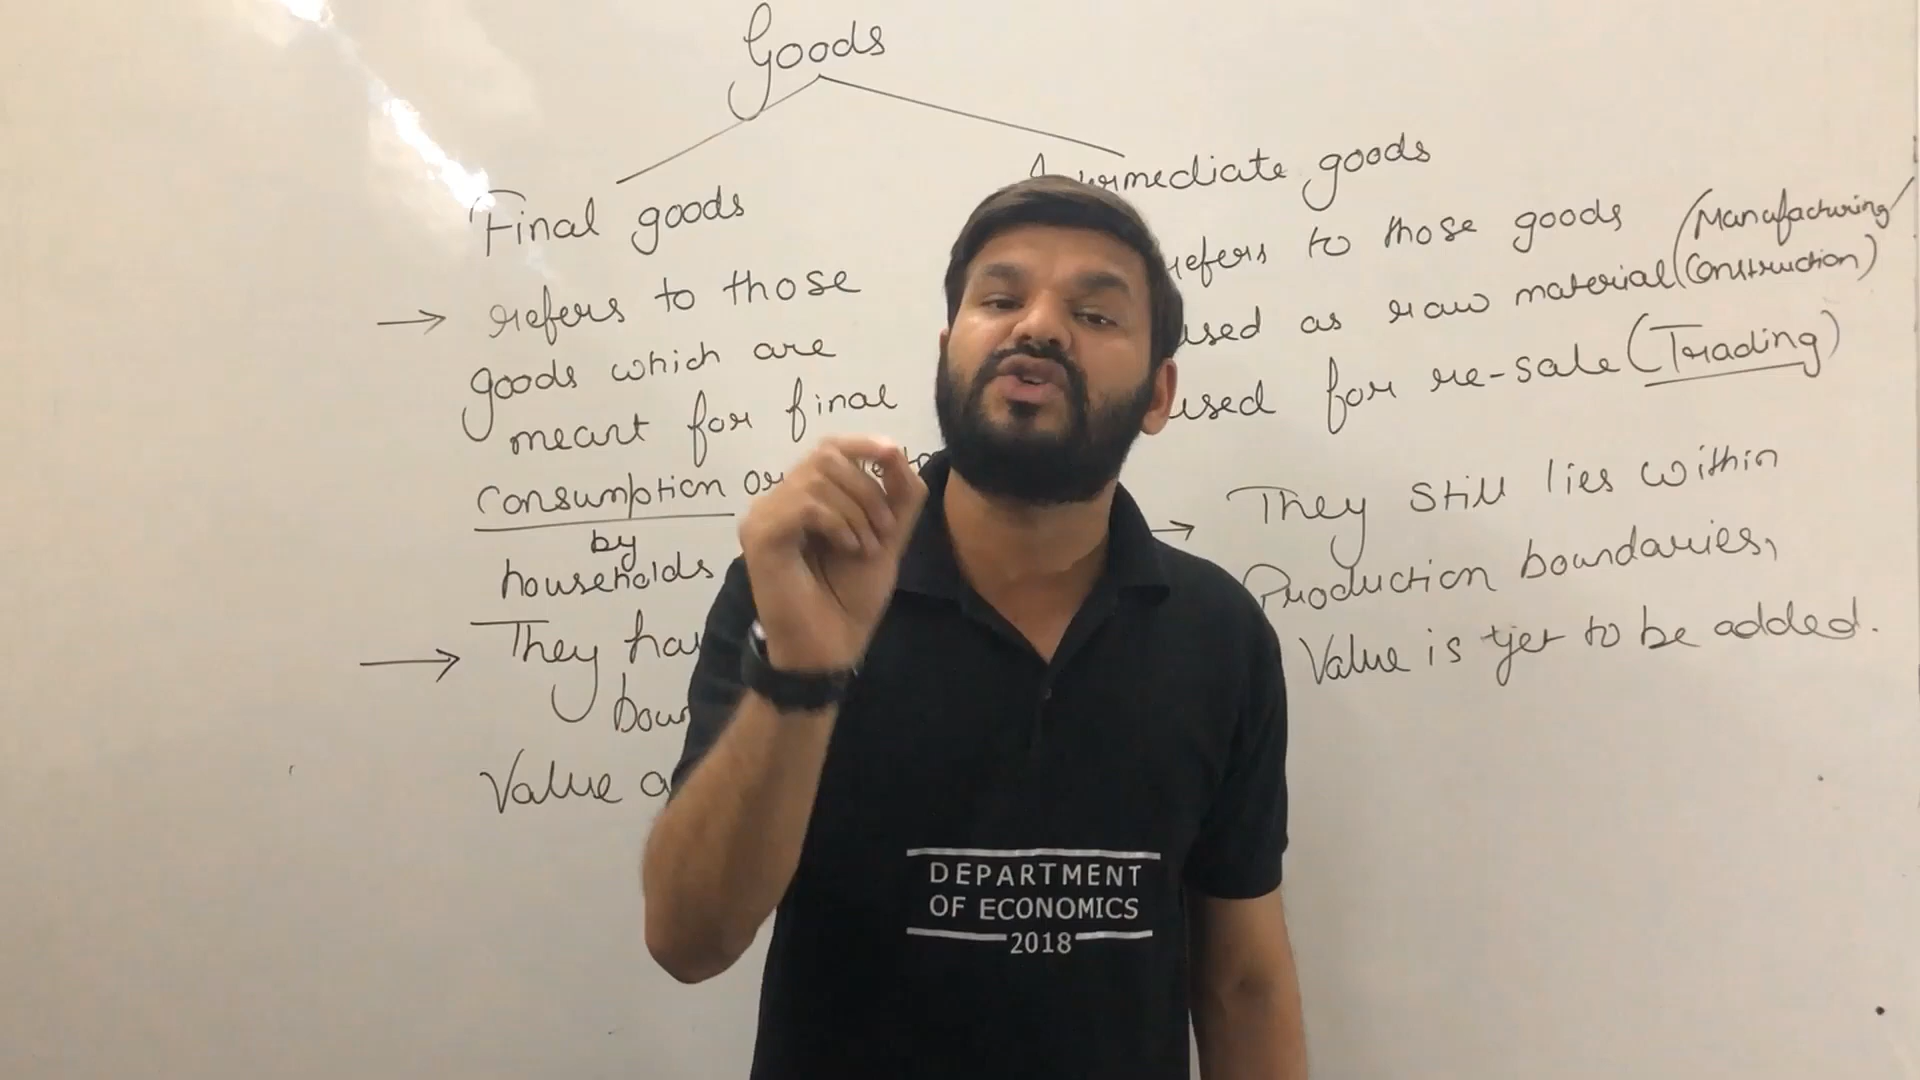 Goods
Final goods
→ refers to those
goods which are
meant for final
consumption or
by
households
→ They
Value
goods
refers to those goods (Manufacturing/
used as raw material Construction)
used for re-sale (Trading)
→ They still lies within
Production boundaries,
Value is yet to be added.
DEPARTMENT
OF ECONOMICS
2018